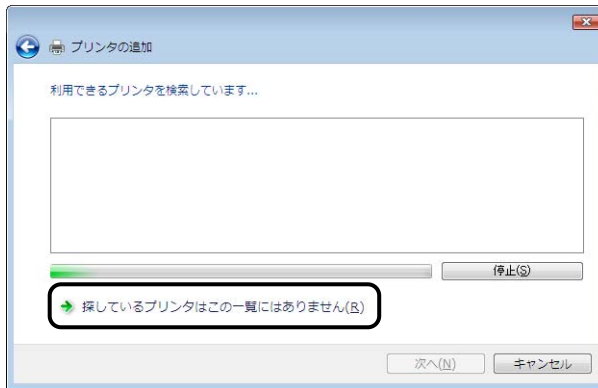 プリンタの追加
利用できるプリンタを検索しています...
停止(S)
探しているプリンタはこの一覧にはありません(R)
次へ(N)
キャンセル